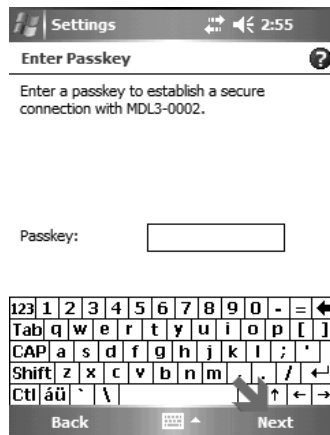 Settings 2:55
Enter Passkey ?
Enter a passkey to establish a secure
connection with MDL3-0002.
Passkey:
123 1 2 3 4 5 6 7 8 9 0 - =
Tab q w e r t y u i o p [ ]
CAP a s d f g h j k l ; '
Shift z x c v b n m , . /
Ctl áü ` \
Back Next